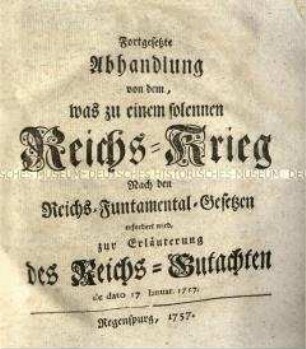 Fortgesetzte
Abhandlung
von dem,
was zu einem solennen
Reichs-Krieg
Nach den
Reichs-Funtamental-Gesetzen
erfordert wird,
zur Erläuterung
des Reichs-Gutachten
de dato 17 Ianuar. 1757.
Regenspurg, 1757.